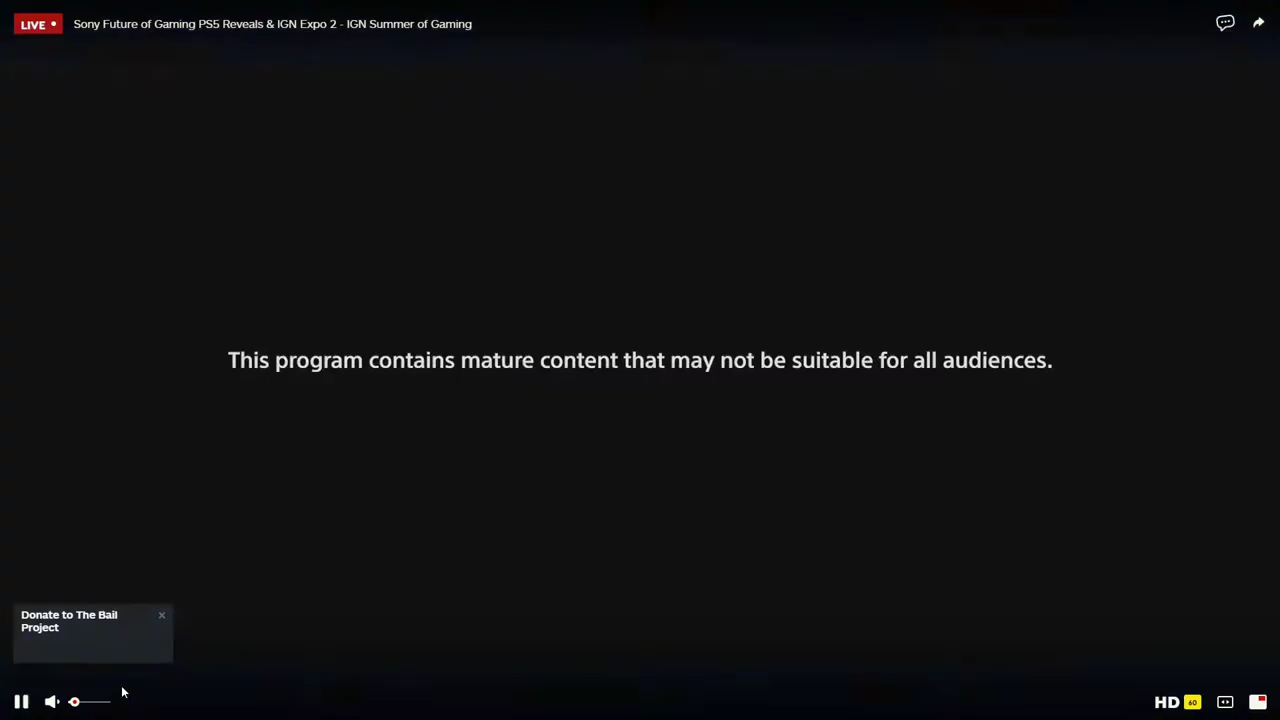 LIVE
Sony Future of Gaming PS5 Reveals & IGN Expo 2 - IGN Summer of Gaming
This program contains mature content that may not be suitable for all audiences.
Donate to The Bail
Project
HD 60